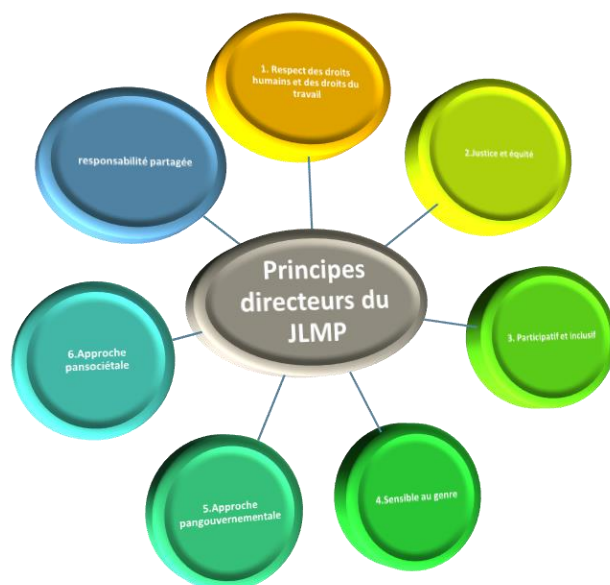 Principes
directeurs du
JLMP
1. Respect des droits
humains et des droits du
travail
2.Justice et équité
3. Participatif et inclusif
4.Sensible au genre
5.Approche
pangouvernementale
6.Approche
pansociétale
responsabilité partagée